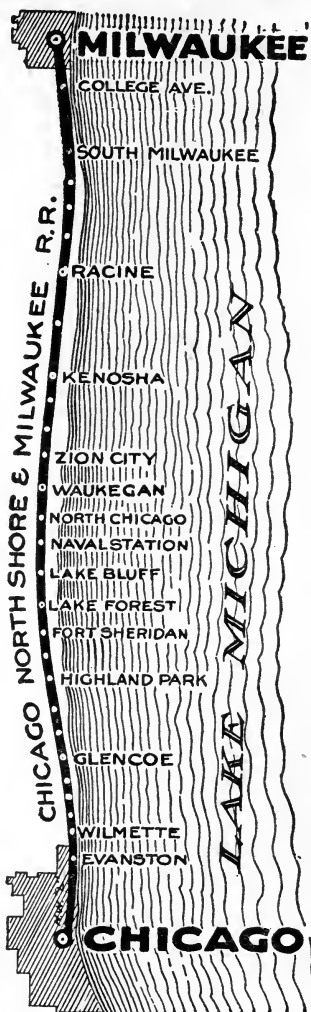 MILWAUKEE
COLLEGE AVE.
SOUTH MILWAUKEE
RACINE
KENOSHA
ZION CITY
WAUKEGAN
NORTH CHICAGO
NAVAL STATION
LAKE BLUFF
LAKE FOREST
FORT SHERIDAN
HIGHLAND PARK
GLENCOE
WILMETTE
EVANSTON
CHICAGO
CHICAGO NORTH SHORE & MILWAUKEE R.R.
LAKE MICHIGAN